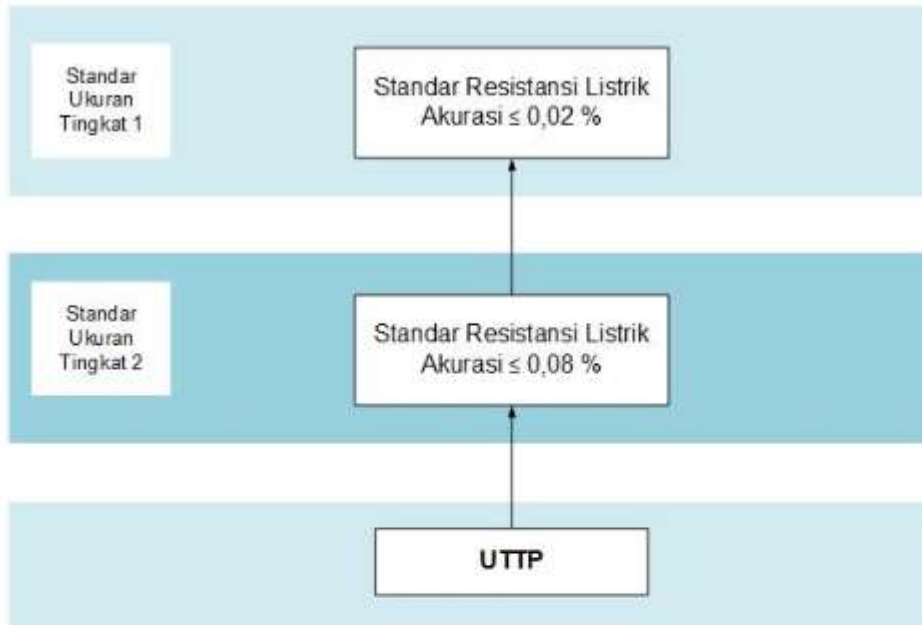 Standar
Ukuran
Tingkat 1
Standar Resistansi Listrik
Akurasi ≤ 0,02 %
Standar
Ukuran
Tingkat 2
Standar Resistansi Listrik
Akurasi ≤ 0,08 %
UTTP